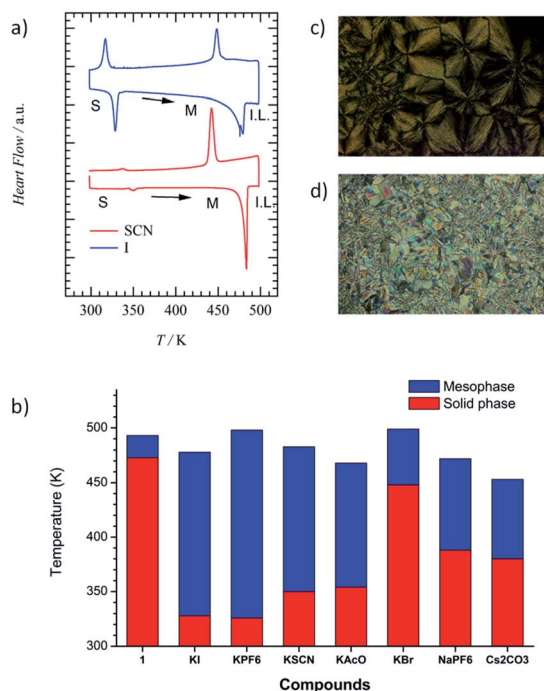 a)
Heart Flow / a.u.
S
M
I.L.
S
M
I.L.
SCN
I
300
350
400
450
500
T / K
c)
d)
b)
Mesophase
Solid phase
Temperature (K)
500
450
400
350
300
1
KI
KPF6
KSCN
KAcO
KBr
NaPF6
Cs2CO3
Compounds